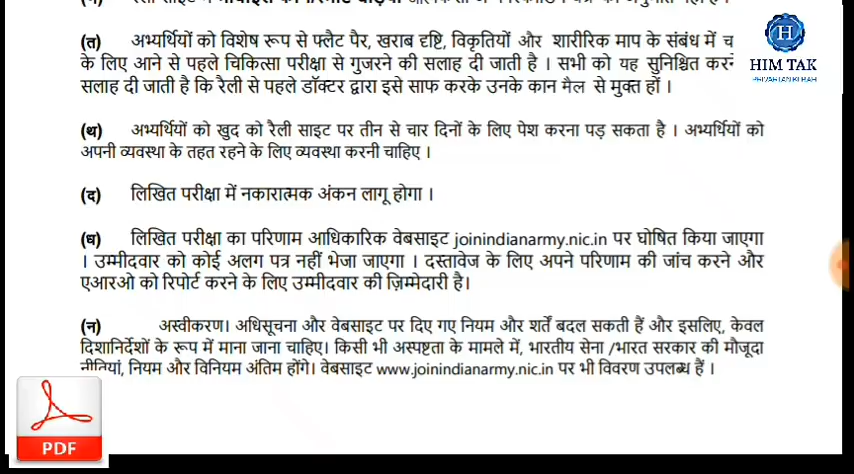 रैली साइट में
(त) अभ्यर्थियों को विशेष रूप से फ्लैट पैर, खराब दृष्टि, विकृतियों और शारीरिक माप के संबंध में च
के लिए आने से पहले चिकित्सा परीक्षा से गुजरने की सलाह दी जाती है । सभी को यह सुनिश्चित करने
सलाह दी जाती है कि रैली से पहले डॉक्टर द्वारा इसे साफ करके उनके कान मैल से मुक्त हों ।
H
HIM TAK
PARIVARTAN KI RAH
(थ) अभ्यर्थियों को खुद को रैली साइट पर तीन से चार दिनों के लिए पेश करना पड़ सकता है । अभ्यर्थियों को
अपनी व्यवस्था के तहत रहने के लिए व्यवस्था करनी चाहिए ।
(द) लिखित परीक्षा में नकारात्मक अंकन लागू होगा ।
(ध) लिखित परीक्षा का परिणाम आधिकारिक वेबसाइट joinindianarmy.nic.in पर घोषित किया जाएगा
। उम्मीदवार को कोई अलग पत्र नहीं भेजा जाएगा । दस्तावेज के लिए अपने परिणाम की जांच करने और
एआरओ को रिपोर्ट करने के लिए उम्मीदवार की ज़िम्मेदारी है।
(न) अस्वीकरण। अधिसूचना और वेबसाइट पर दिए गए नियम और शर्तें बदल सकती हैं और इसलिए, केवल
दिशानिर्देशों के रूप में माना जाना चाहिए। किसी भी अस्पष्टता के मामले में, भारतीय सेना /भारत सरकार की मौजूदा
नीतियां, नियम और विनियम अंतिम होंगे। वेबसाइट www.joinindianarmy.nic.in पर भी विवरण उपलब्ध हैं ।
PDF